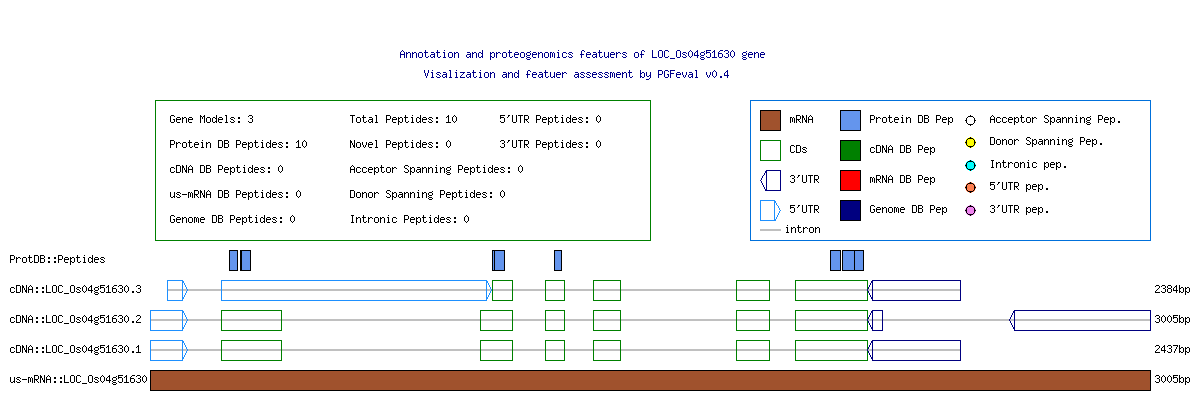 Annotation and proteogenomics featuers of LOC_Os04g51630 gene
Visalization and featuer assessment by PGFeval v0.4
Gene Models: 3 Total Peptides: 10 5'UTR Peptides: 0
Protein DB Peptides: 10 Novel Peptides: 0 3'UTR Peptides: 0
cDNA DB Peptides: 0 Acceptor Spanning Peptides: 0
us-mRNA DB Peptides: 0 Donor Spanning Peptides: 0
Genome DB Peptides: 0 Intronic Peptides: 0
mRNA Protein DB Pep Acceptor Spanning Pep.
Donor Spanning Pep.
CDs cDNA DB Pep
Intronic pep.
3'UTR mRNA DB Pep
5'UTR pep.
5'UTR Genome DB Pep 3'UTR pep.
intron
ProtDB::Peptides
cDNA::LOC_Os04g51630.3 2384bp
cDNA::LOC_Os04g51630.2 3005bp
cDNA::LOC_Os04g51630.1 2437bp
us-mRNA::LOC_Os04g51630 3005bp